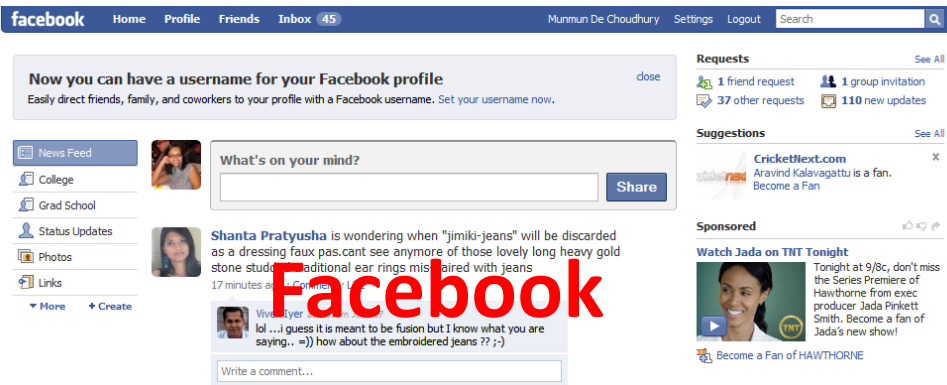 facebook Home Profile Friends Inbox 45 Munmun De Choudhury Settings Logout Search
Now you can have a username for your Facebook profile close
Easily direct friends, family, and coworkers to your profile with a Facebook username. Set your username now.
News Feed
College
Grad School
Status Updates
Photos
Links
More Create
What's on your mind?
Share
Shanta Pratyusha is wondering when "jimiki-jeans" will be discarded
as a dressing faux pas.cant see anymore of those lovely long heavy gold
stone ear rings with jeans
17 minutes
Facebook
lol ...i guess it is meant to be fusion but I know what you are
saying.. =)) how about the embroidered jeans ?? ;-)
Write a comment...
Requests See All
1 friend request 1 group invitation
37 other requests 110 new updates
Suggestions See All
CricketNext.com x
Aravind Kalavagattu is a fan.
Become a Fan
Sponsored
Watch Jada on TNT Tonight
Tonight at 9/8c, don't miss
the Series Premiere of
Hawthorne from exec
producer Jada Pinkett
Smith. Become a fan of
Jada's new show!
TNT
Become a Fan of HAWTHORNE